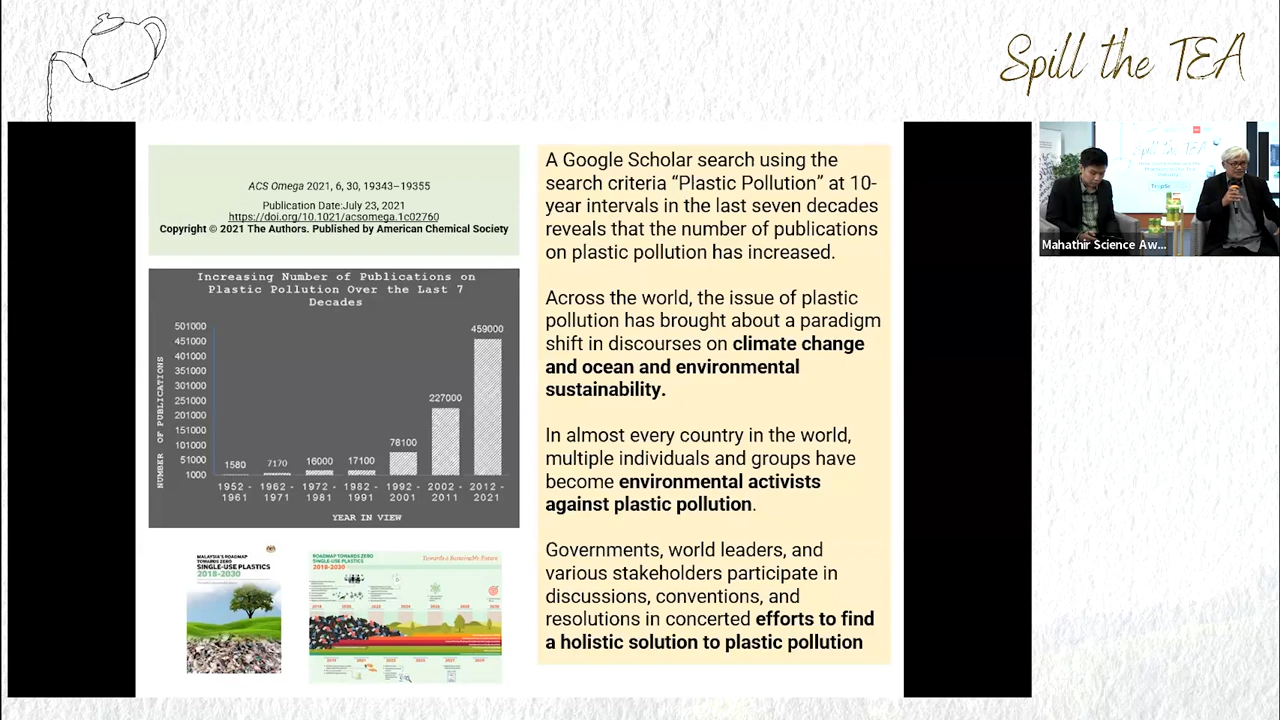 Spill the TEA
ACS Omega 2021, 6, 30, 19343–19355
Publication Date:July 23, 2021
https://doi.org/10.1021/acsomega.1c02760
Copyright © 2021 The Authors. Published by American Chemical Society
Increasing Number of Publications on
Plastic Pollution Over the Last 7
Decades
NUMBER OF PUBLICATIONS
501000
451000
401000
351000
301000
251000
201000
151000
101000
51000
1000
1580
7170
16000
17100
78100
227000
459000
1952 - 1961
1962 - 1971
1972 - 1981
1982 - 1991
1992 - 2001
2002 - 2011
2012 - 2021
YEAR IN VIEW
MALAYSIA'S ROADMAP
TOWARDS ZERO
SINGLE-USE PLASTICS
2018-2030
ROADMAP TOWARDS ZERO
SINGLE-USE PLASTICS
2018-2030
Towards a Sustainable Future
A Google Scholar search using the
search criteria “Plastic Pollution” at 10-
year intervals in the last seven decades
reveals that the number of publications
on plastic pollution has increased.
Across the world, the issue of plastic
pollution has brought about a paradigm
shift in discourses on climate change
and ocean and environmental
sustainability.
In almost every country in the world,
multiple individuals and groups have
become environmental activists
against plastic pollution.
Governments, world leaders, and
various stakeholders participate in
discussions, conventions, and
resolutions in concerted efforts to find
a holistic solution to plastic pollution
Spill the TEA
Mahathir Science Aw...